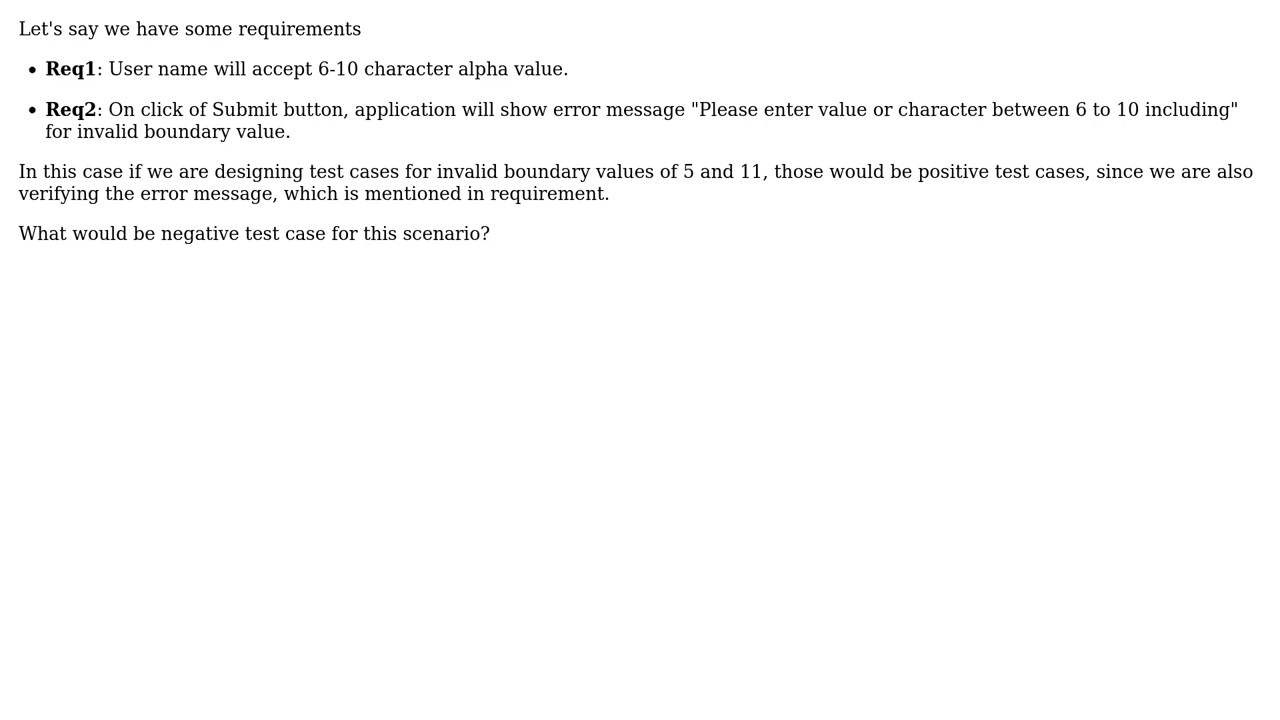 Let's say we have some requirements
• Req1: User name will accept 6-10 character alpha value.
• Req2: On click of Submit button, application will show error message "Please enter value or character between 6 to 10 including"
for invalid boundary value.
In this case if we are designing test cases for invalid boundary values of 5 and 11, those would be positive test cases, since we are also
verifying the error message, which is mentioned in requirement.
What would be negative test case for this scenario?